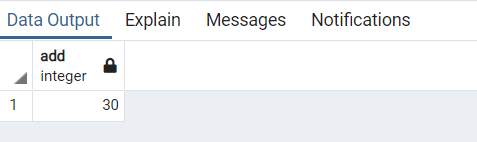 Data Output Explain Messages Notifications
add
integer
1 30